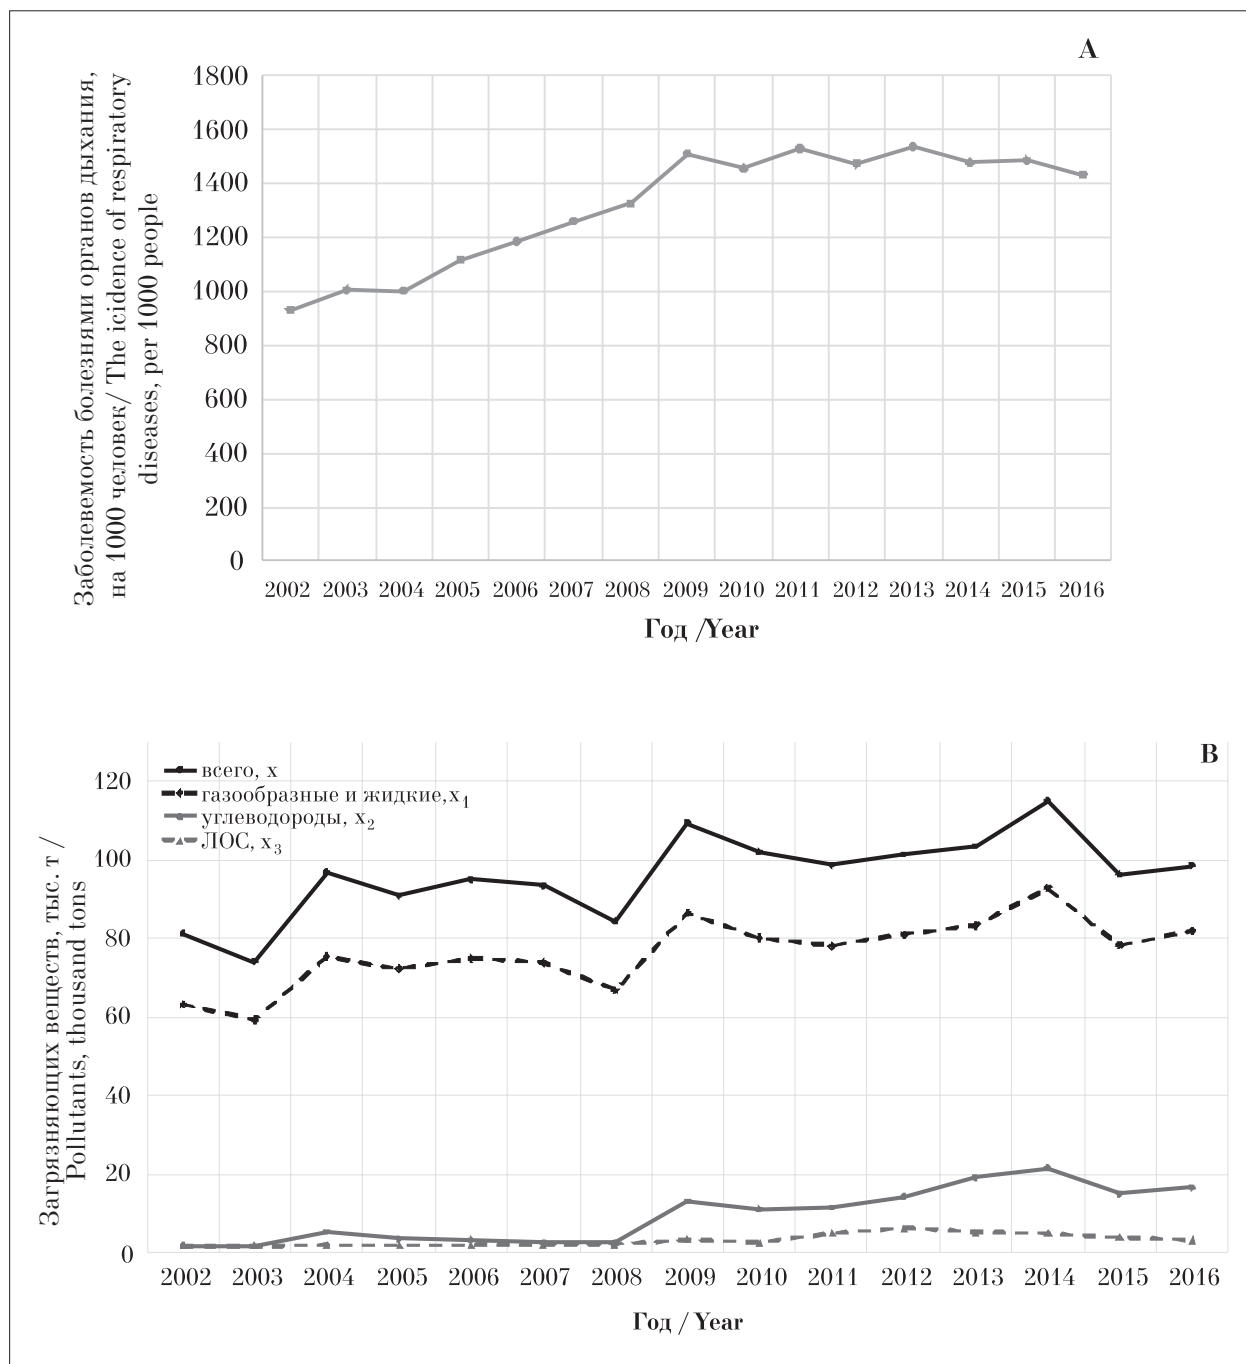 A
Заболевемость болезнями органов дыхания,
на 1000 человек/ The icidence of respiratory
diseases, per 1000 people
1800
1600
1400
1200
1000
800
600
400
200
0
2002 2003 2004 2005 2006 2007 2008 2009 2010 2011 2012 2013 2014 2015 2016
Год /Year
B
всего, x
газообразные и жидкие,x₁
углеводороды, x₂
ЛОС, x₃
Загрязняющих веществ, тыс. т /
Pollutants, thousand tons
120
100
80
60
40
20
0
2002 2003 2004 2005 2006 2007 2008 2009 2010 2011 2012 2013 2014 2015 2016
Год / Year